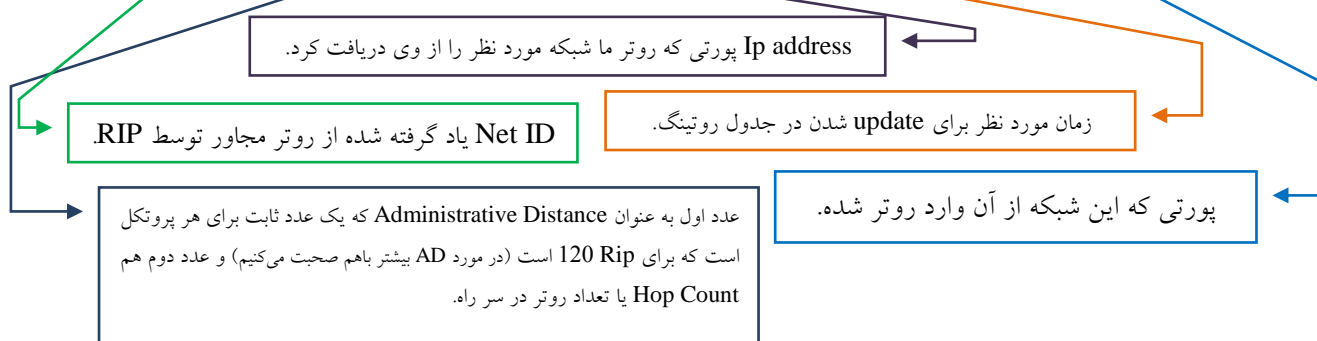 Ip address پورتی که روتر ما شبکه مورد نظر را از وی دریافت کرد.
زمان مورد نظر برای update شدن در جدول روتینگ.
Net ID یاد گرفته شده از روتر مجاور توسط RIP.
پورتی که این شبکه از آن وارد روتر شده.
عدد اول به عنوان Administrative Distance که یک عدد ثابت برای هر پروتکل
است که برای Rip 120 است (در مورد AD بیشتر باهم صحبت می‌کنیم) و عدد دوم هم
Hop Count یا تعداد روتر در سر راه.